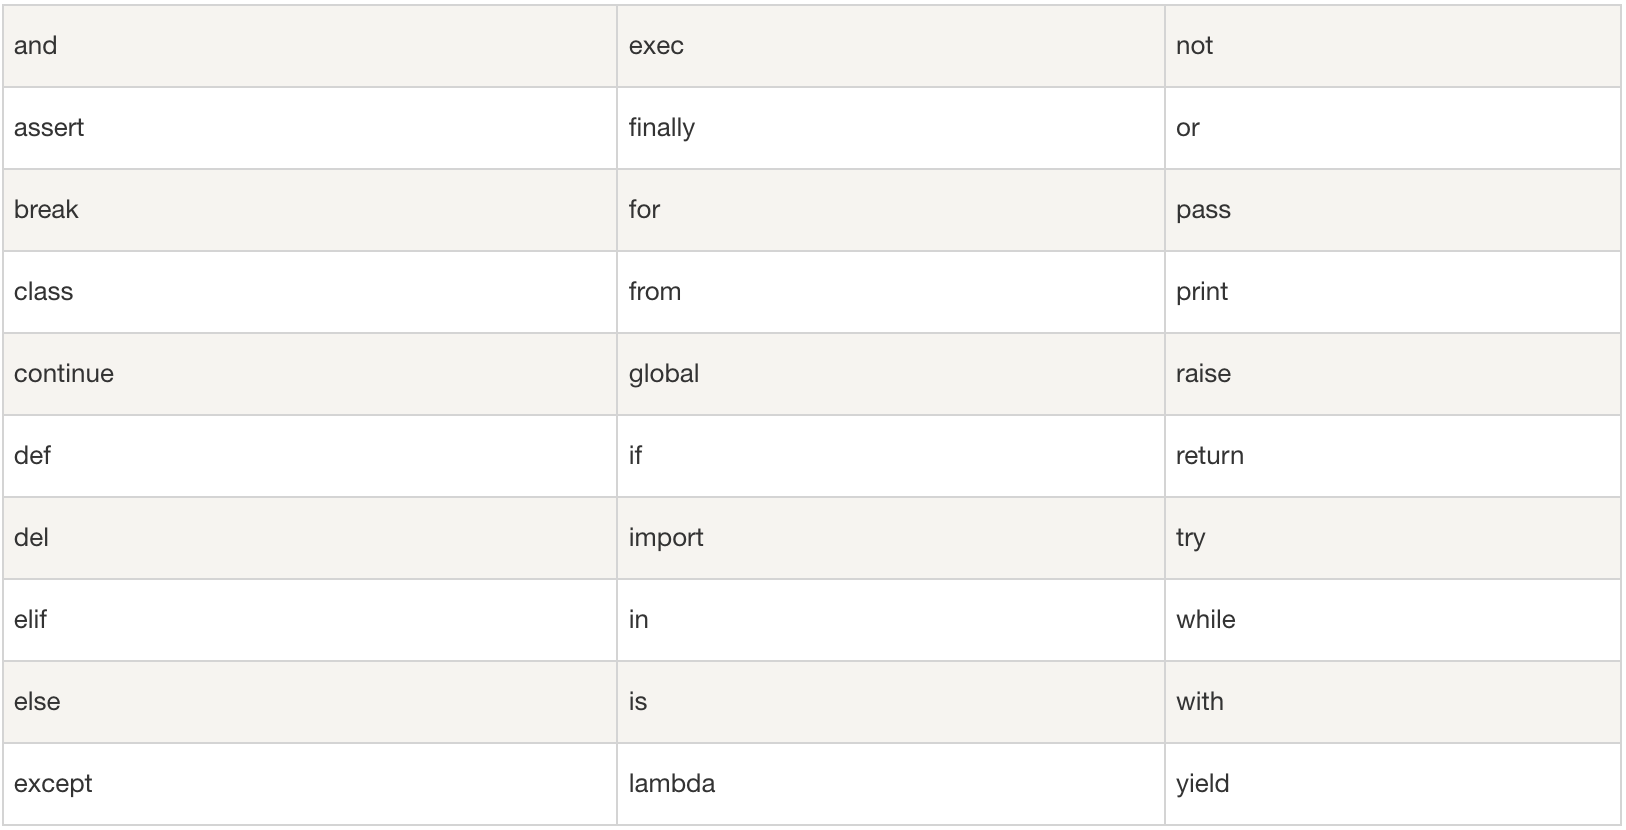 and exec not
assert finally or
break for pass
class from print
continue global raise
def if return
del import try
elif in while
else is with
except lambda yield